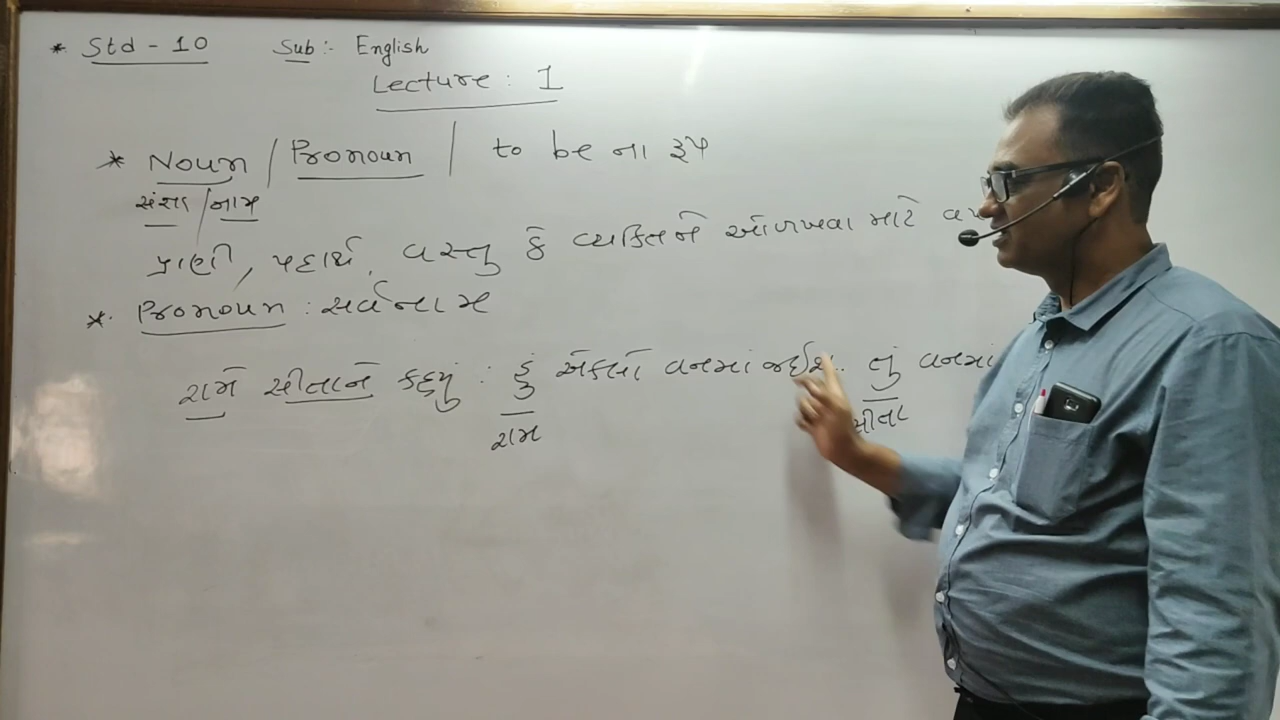 * Std - 10 Sub :- English
Lecture : 1
* Noun / Pronoun | to be ના રૂપ
સંજ્ઞા / નામ
પ્રાણી, પદાર્થ, વસ્તુ કે વ્યક્તિને ઓળખવા માટે
* Pronoun : સર્વનામ
રામે સીતાને કહ્યું : હું એકલો વનમાં જઈશ. તું વનમાં
રામ સીતા